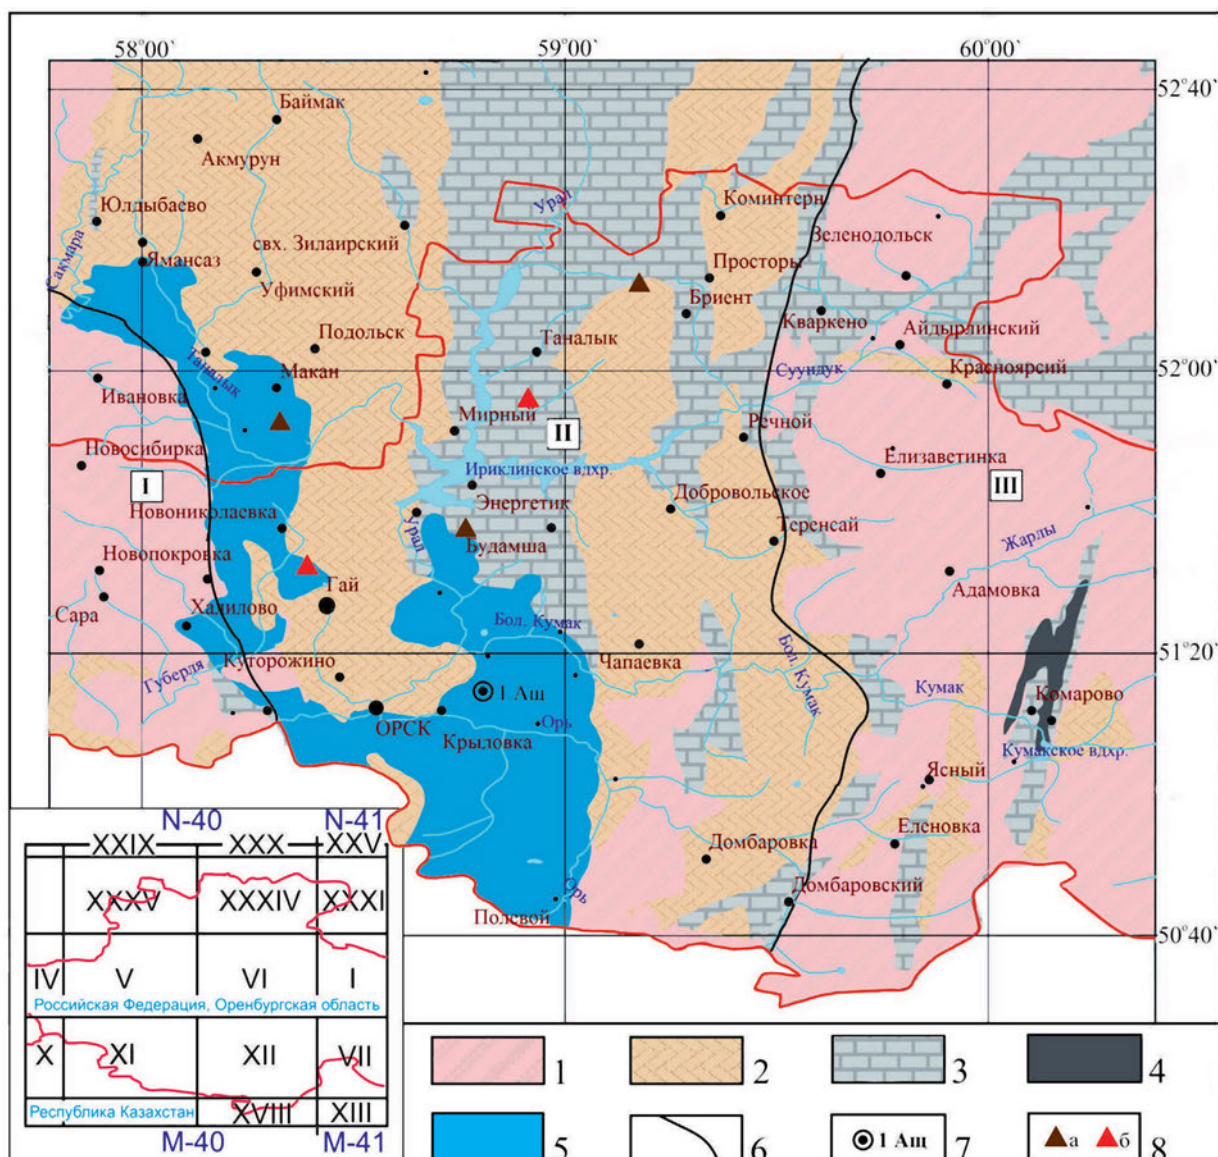 58°00`
59°00`
60°00`
52°40`
Баймак
Акмурун
Юлдыбаево
Урал
Коминтерн
свх. Зилаирский
Зеленодольск
Сакмара
Ямансаз
Уфимский
Просторы
Бриент
Кваркено
Айдырлинский
Подольск
Таналык
Таналык
Макан
Суундук
52°00`
Красноярсий
Ивановка
Мирный
II
Речной
Новосибирка
Елизаветинка
I
Ириклинское вдхр.
III
Энергетик
Добровольское
Новониколаевка
Урал
Будамша
Теренсай
Жарлы
Новопокровка
Гай
Адамовка
Сара
Халилово
Бол. Кумак
51°20`
Губерля
Куторожино
Чапаевка
Бол. Кумак
Кумак
Комарово
1 Ащ
ОРСК
Крыловка
Орь
Кумакское вдхр.
Ясный
Еленовка
Домбаровка
Домбаровский
Орь
Полевой
50°40`
N-40
N-41
XXIX
XXX
XXV
XXXV
XXXIV
XXXI
IV
V
VI
I
Российская Федерация, Оренбургская область
X
XI
XII
VII
Республика Казахстан
XVIII
XIII
M-40
M-41
1
2
3
4
5
6
1 Ащ
7
а
б
8